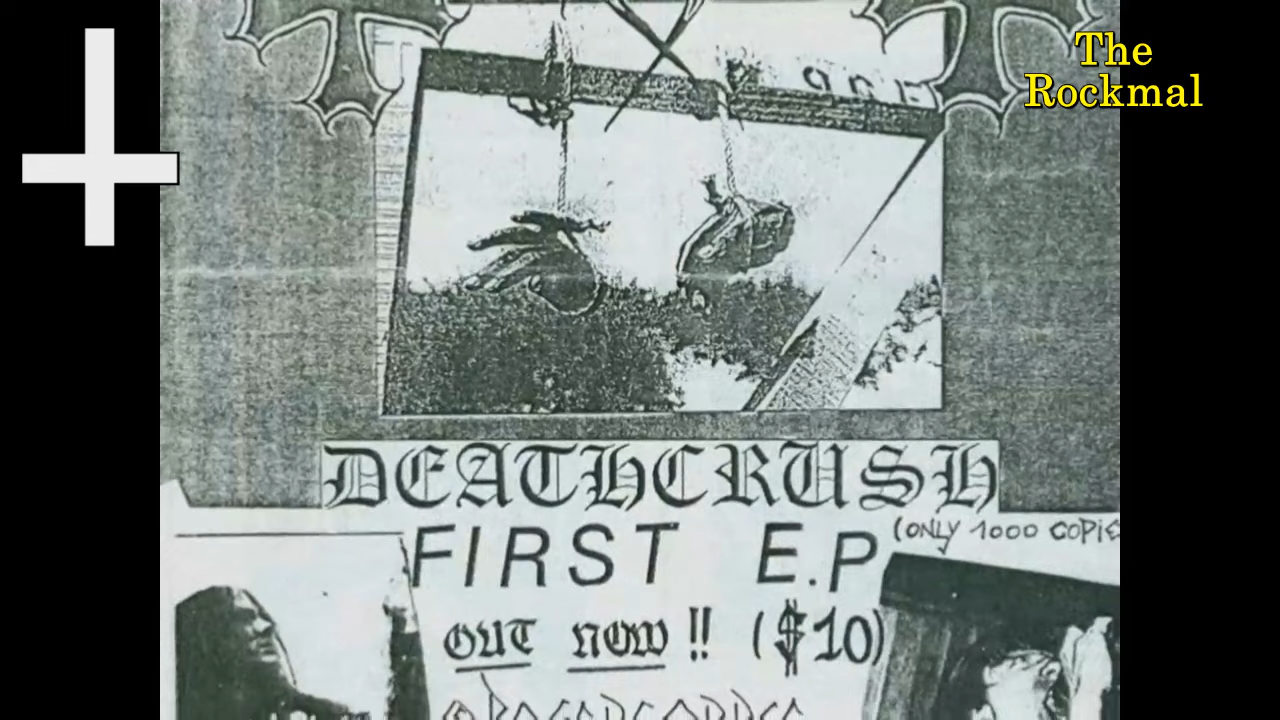 The
Rockmal
DEATHCRUSH
FIRST E.P
(ONLY 1000 COPIE
OUT NOW!! ($10)